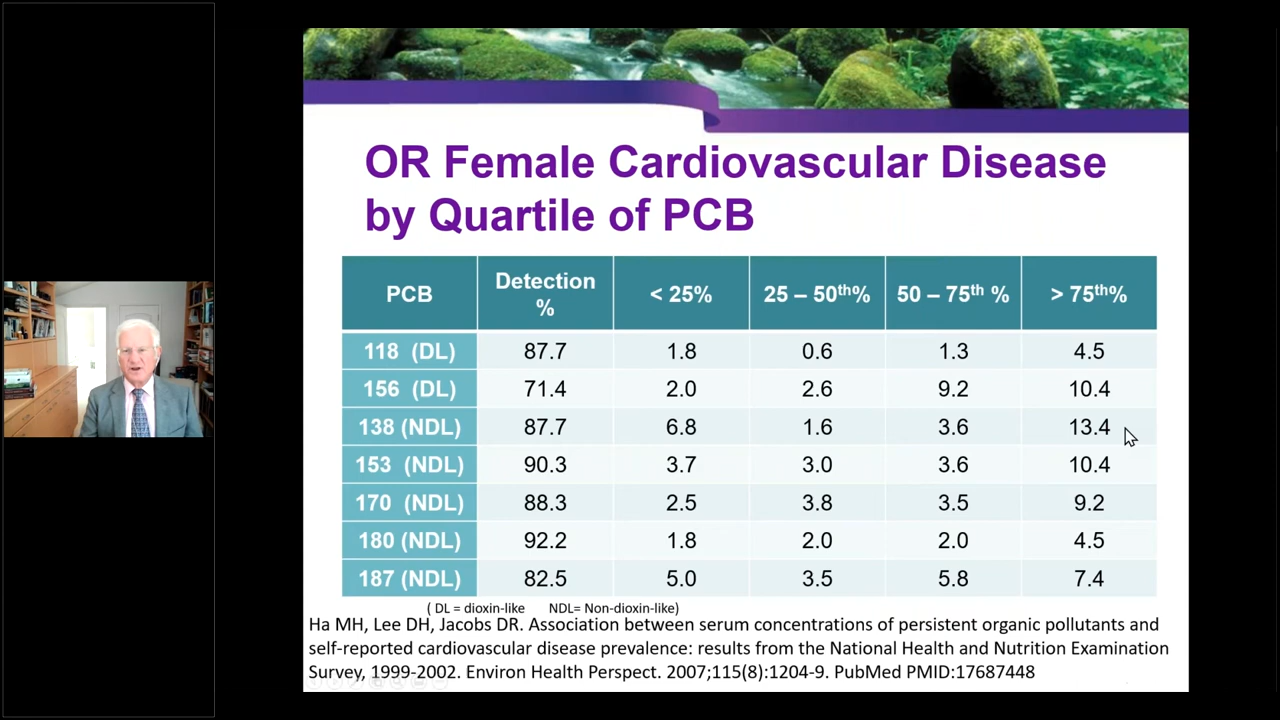 OR Female Cardiovascular Disease
by Quartile of PCB
PCB Detection % < 25% 25 – 50th% 50 – 75th % > 75th%
118 (DL) 87.7 1.8 0.6 1.3 4.5
156 (DL) 71.4 2.0 2.6 9.2 10.4
138 (NDL) 87.7 6.8 1.6 3.6 13.4
153 (NDL) 90.3 3.7 3.0 3.6 10.4
170 (NDL) 88.3 2.5 3.8 3.5 9.2
180 (NDL) 92.2 1.8 2.0 2.0 4.5
187 (NDL) 82.5 5.0 3.5 5.8 7.4
( DL = dioxin-like NDL= Non-dioxin-like)
Ha MH, Lee DH, Jacobs DR. Association between serum concentrations of persistent organic pollutants and
self-reported cardiovascular disease prevalence: results from the National Health and Nutrition Examination
Survey, 1999-2002. Environ Health Perspect. 2007;115(8):1204-9. PubMed PMID:17687448